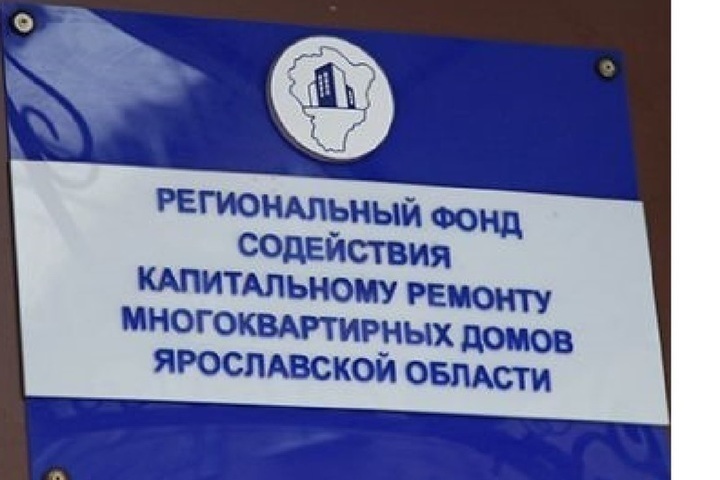 РЕГИОНАЛЬНЫЙ ФОНД
СОДЕЙСТВИЯ
КАПИТАЛЬНОМУ РЕМОНТУ
МНОГОКВАРТИРНЫХ ДОМОВ
ЯРОСЛАВСКОЙ ОБЛАСТИ